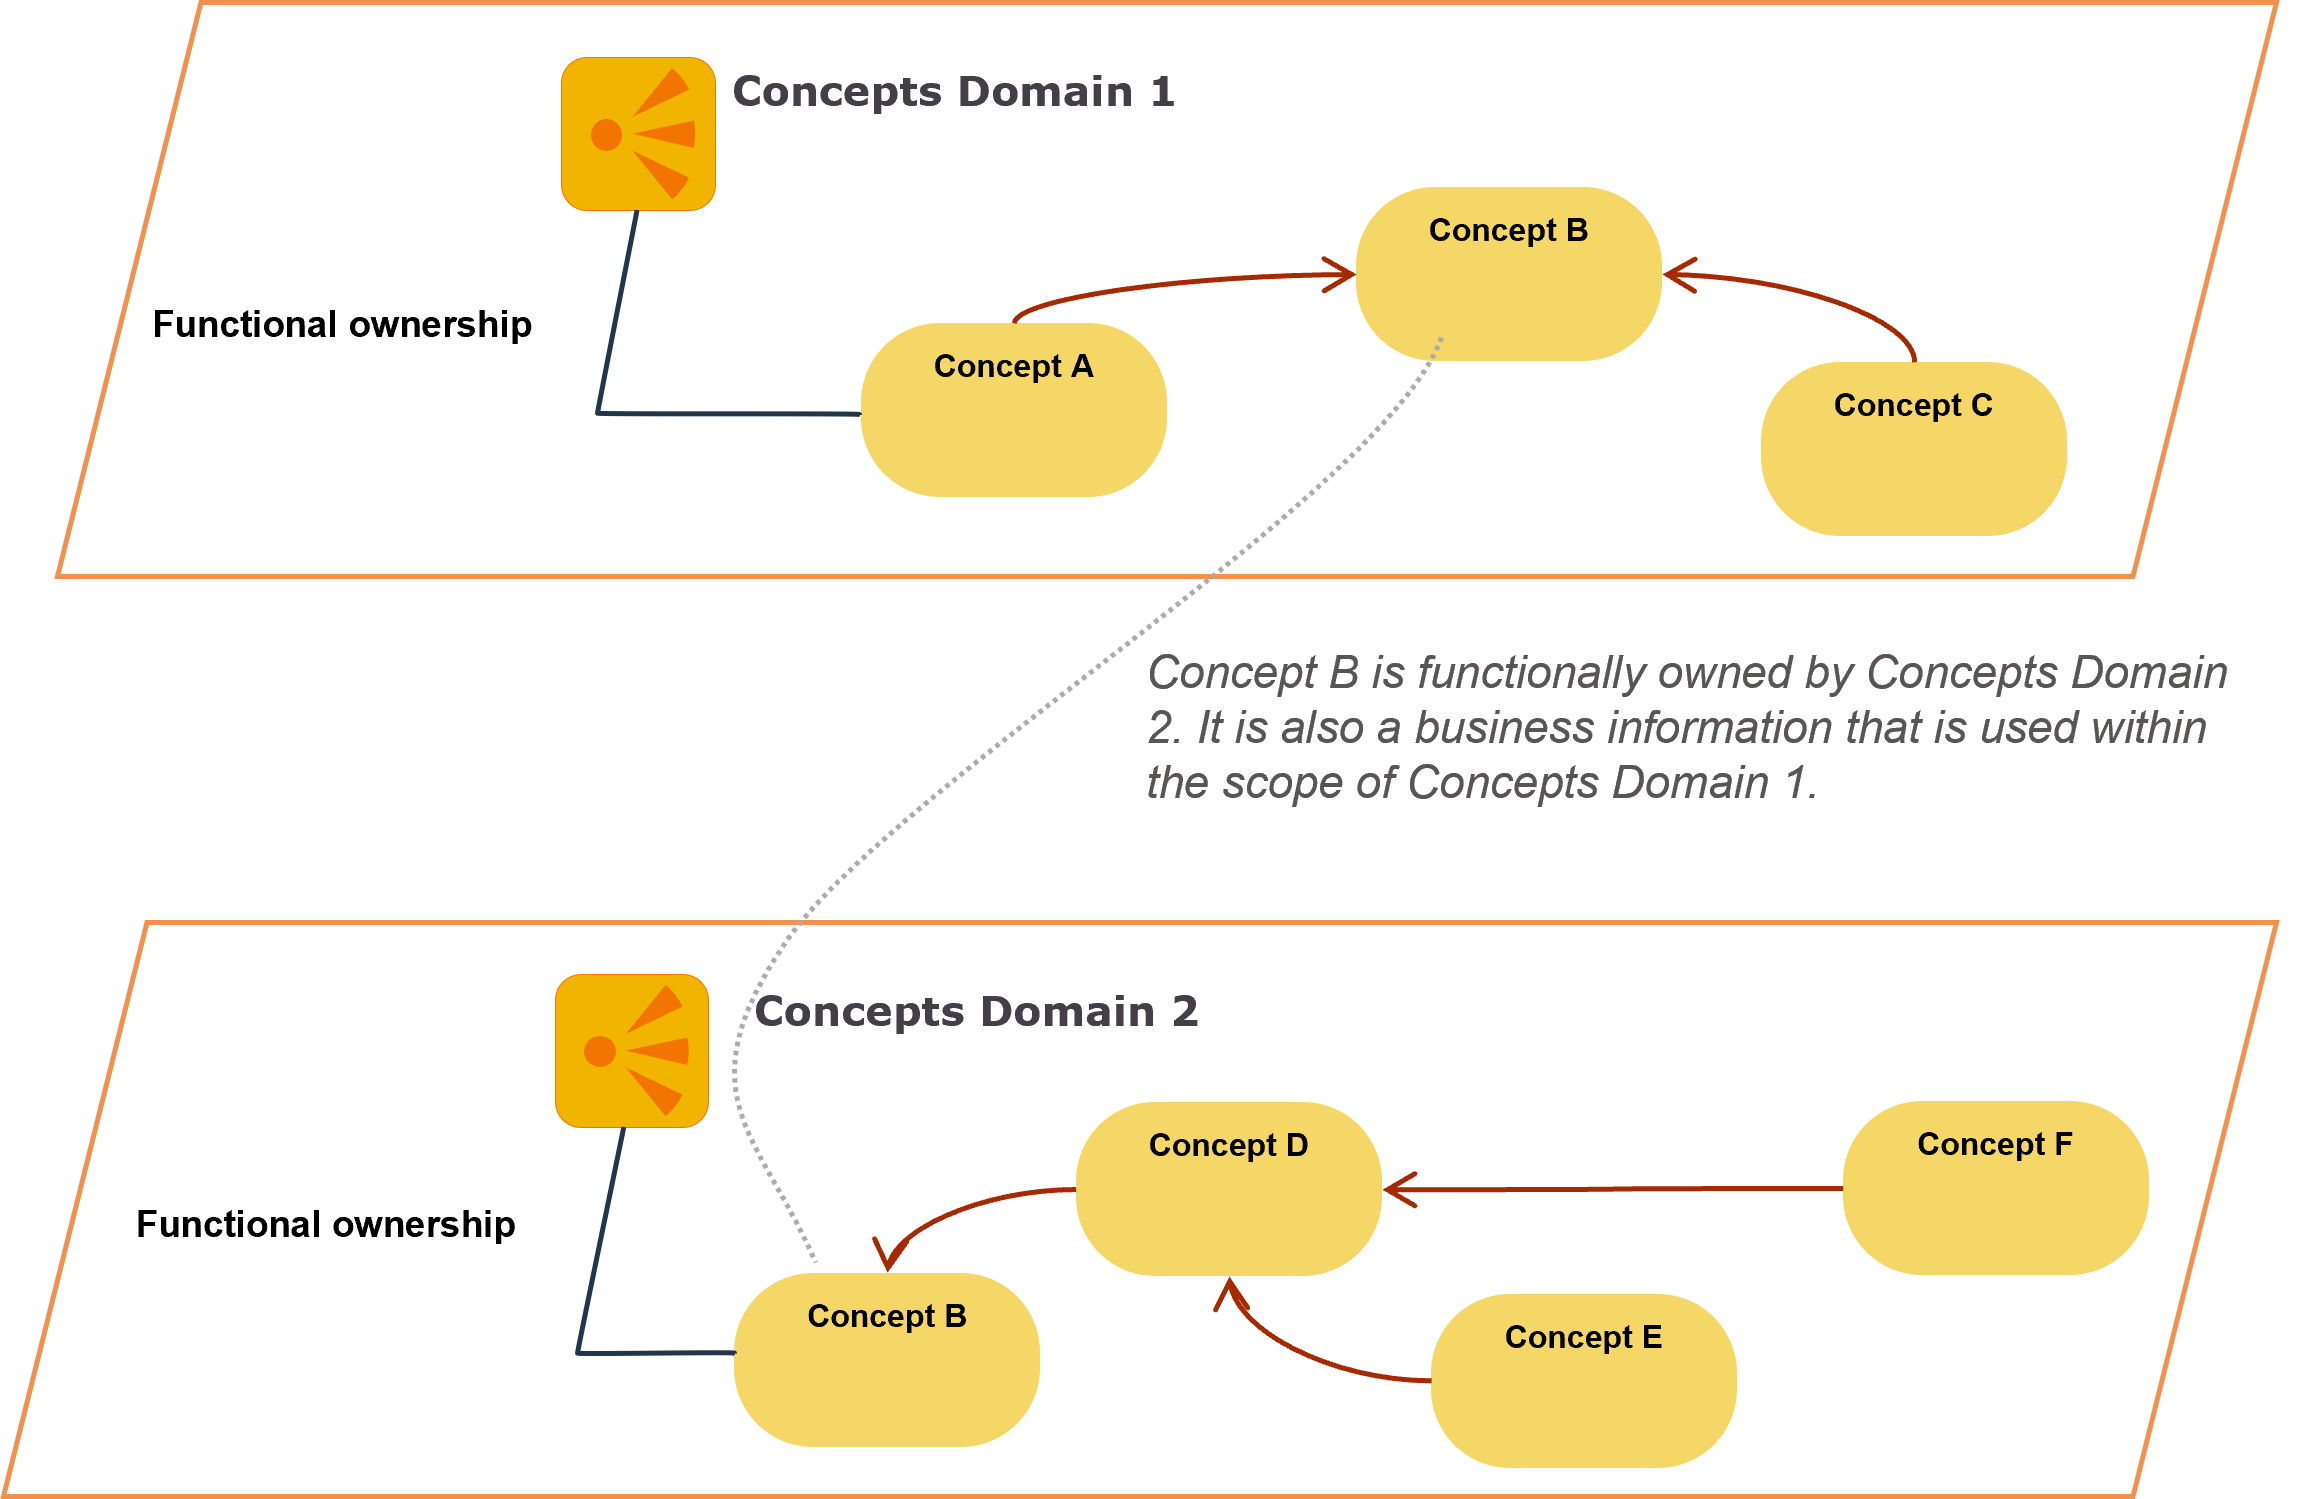 Concepts Domain 1
Concept B
Functional ownership
Concept A
Concept C
Concept B is functionally owned by Concepts Domain
2. It is also a business information that is used within
the scope of Concepts Domain 1.
Concepts Domain 2
Concept D
Concept F
Functional ownership
Concept B
Concept E